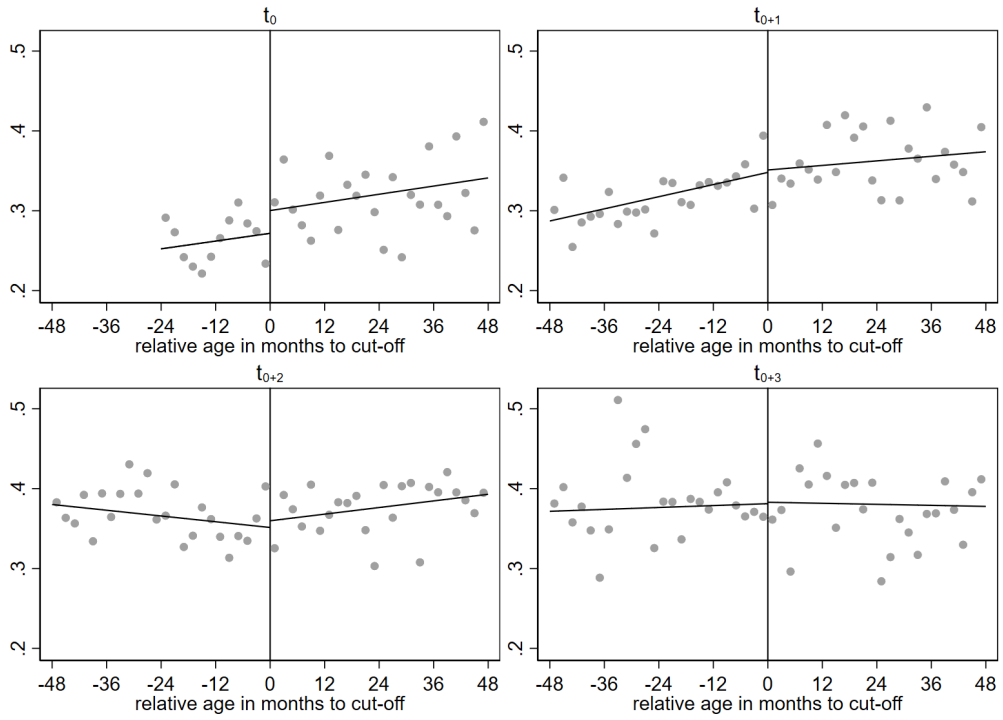 t0
t0+1
.5
.4
.3
.2
-48 -36 -24 -12 0 12 24 36 48
relative age in months to cut-off
.5
.4
.3
.2
-48 -36 -24 -12 0 12 24 36 48
relative age in months to cut-off
t0+2
t0+3
.5
.4
.3
.2
-48 -36 -24 -12 0 12 24 36 48
relative age in months to cut-off
.5
.4
.3
.2
-48 -36 -24 -12 0 12 24 36 48
relative age in months to cut-off